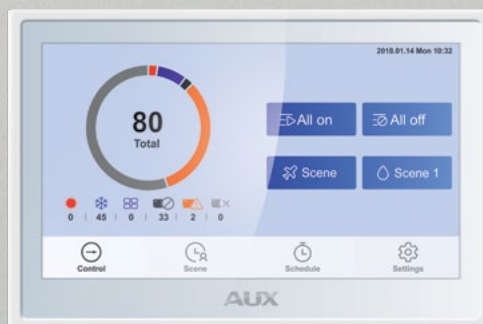 2018.01.14 Mon 10:32
80
Total
All on
All off
Scene
Scene 1
0 | 45 | 0 | 33 | 2 | 0
Control
Scene
Schedule
Settings
AUX